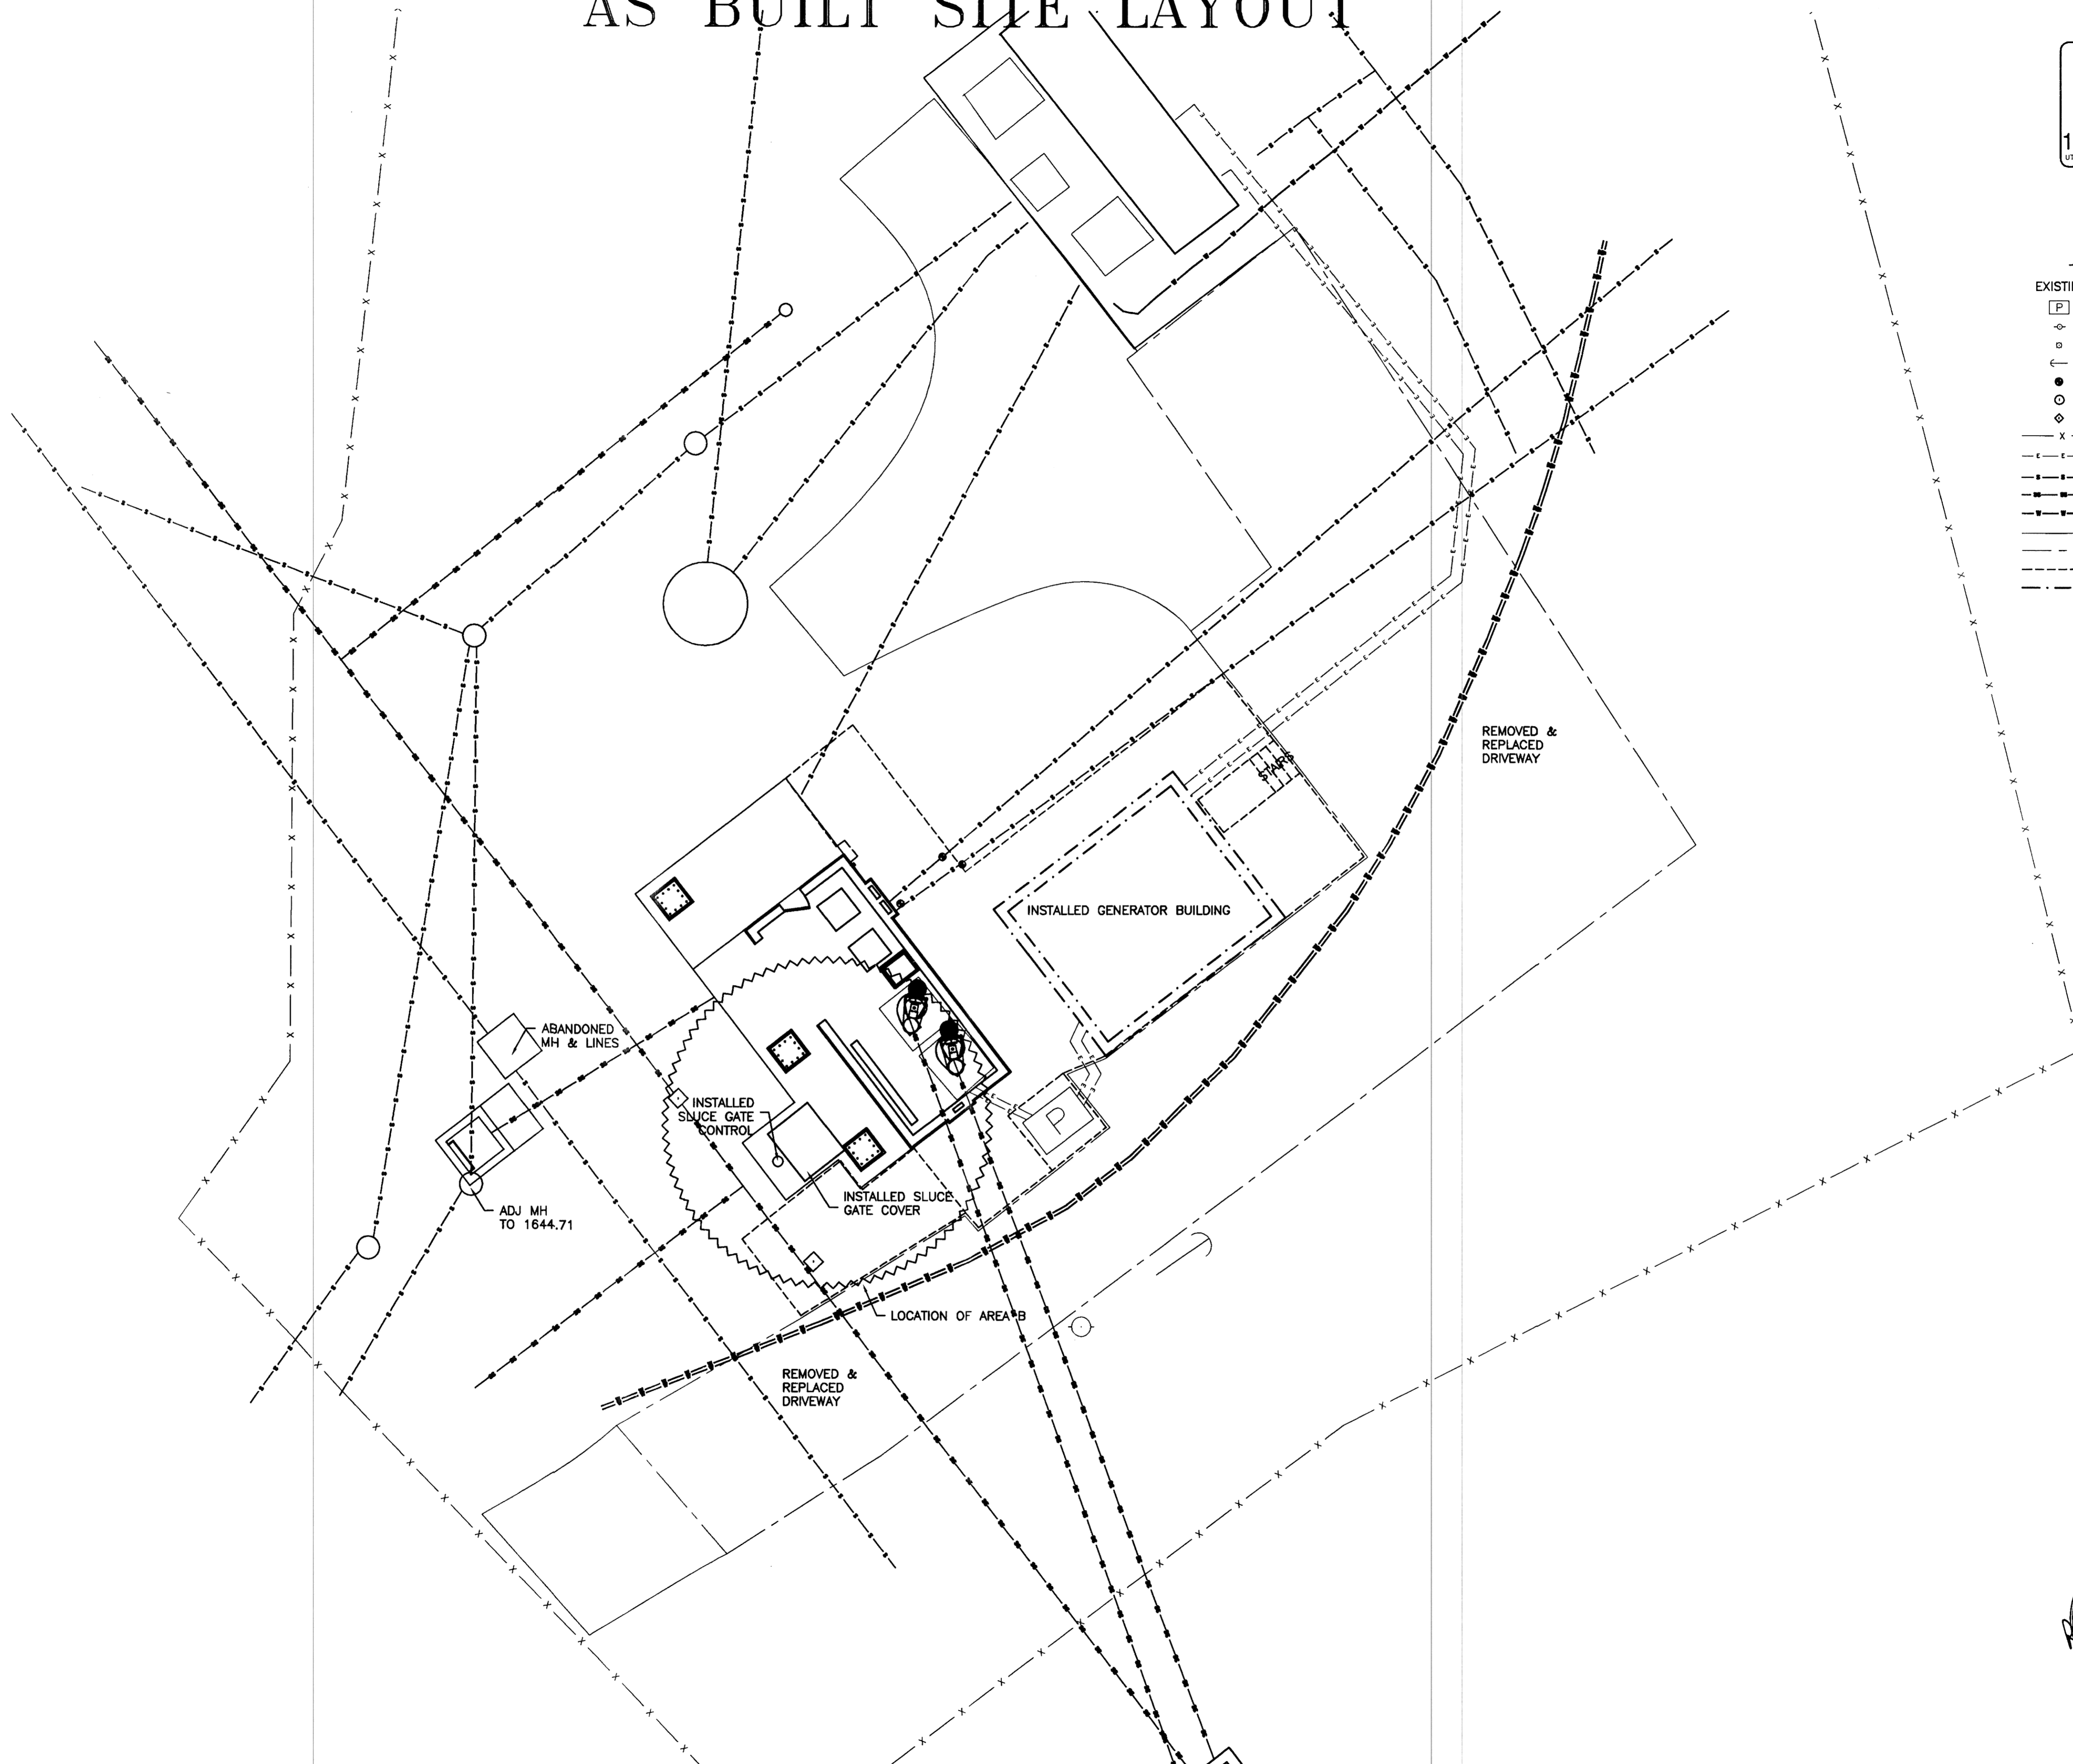 AS BUILT SITE LAYOUT
P
REMOVED &
REPLACED
DRIVEWAY
STAIRS
INSTALLED GENERATOR BUILDING
ABANDONED
MH & LINES
INSTALLED
SLUCE GATE
CONTROL
P
INSTALLED SLUCE
GATE COVER
ADJ MH
TO 1644.71
LOCATION OF AREA B
REMOVED &
REPLACED
DRIVEWAY